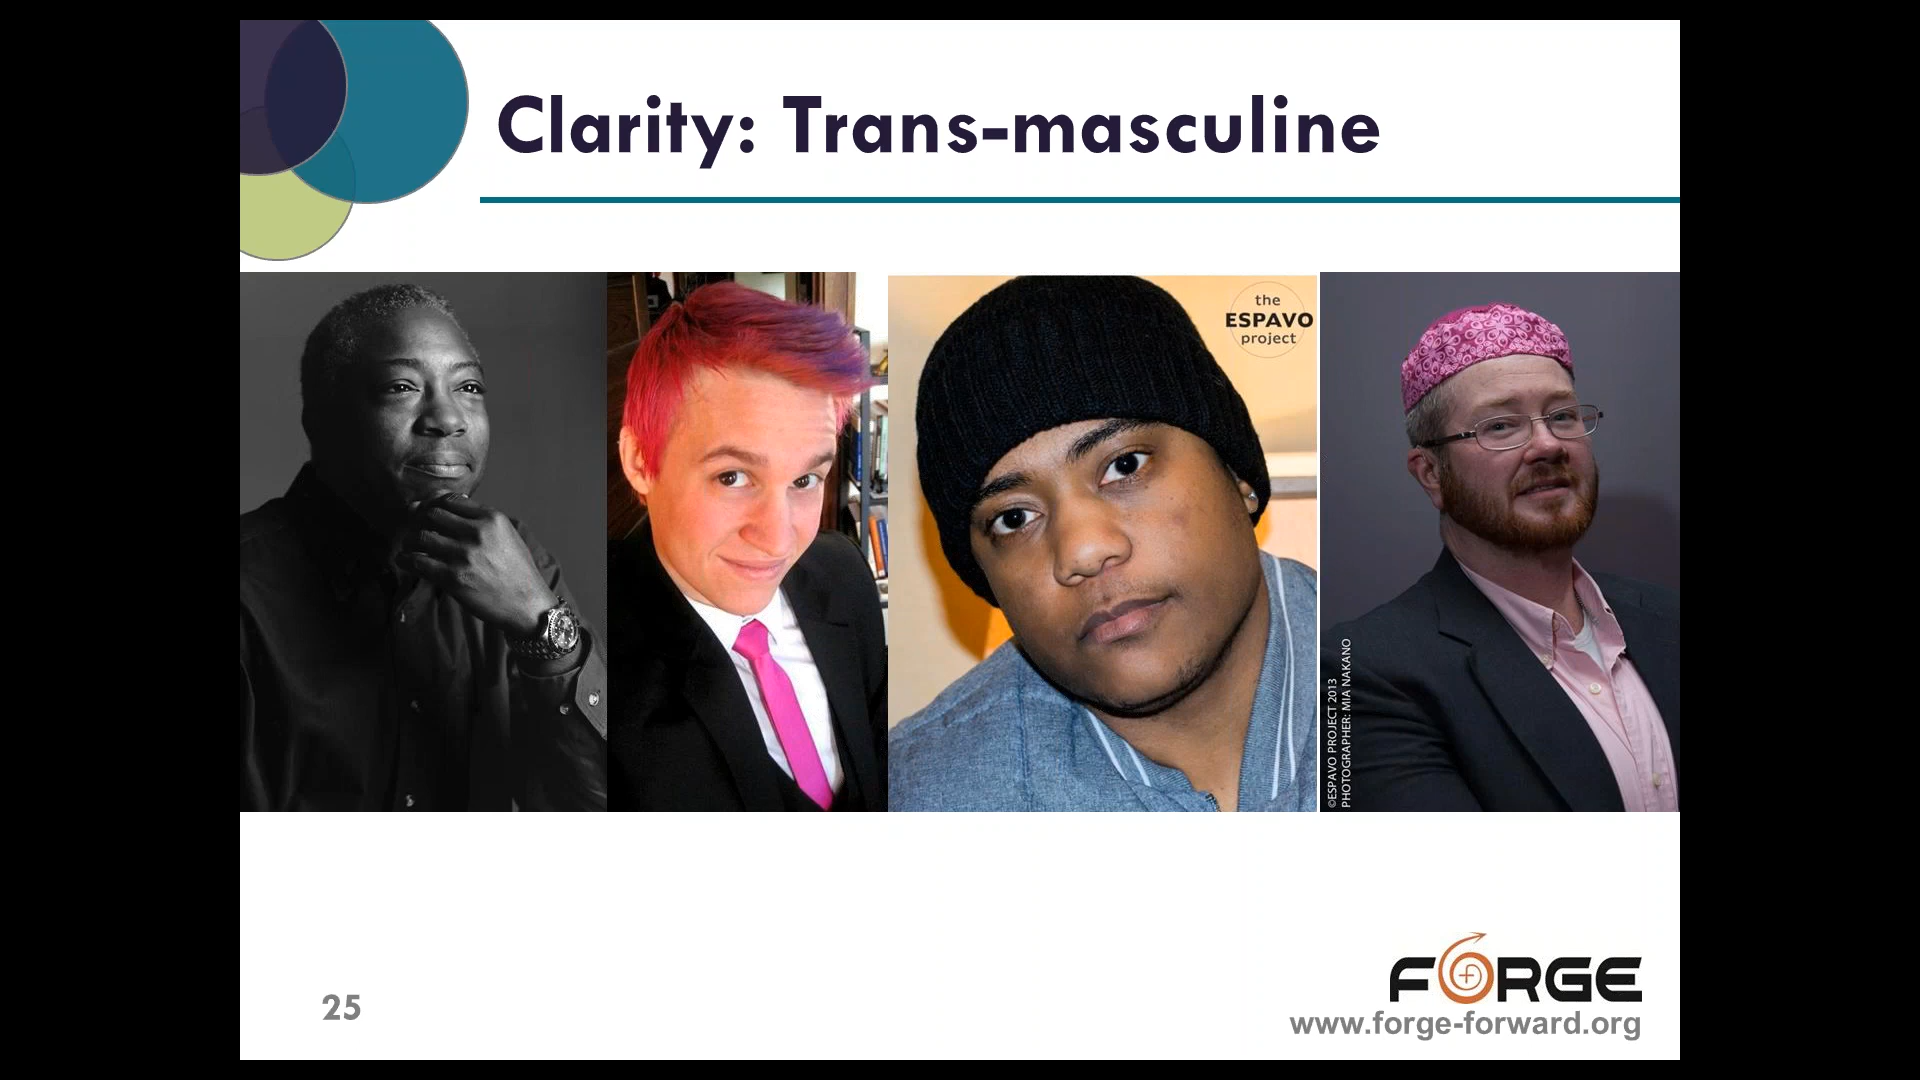 Clarity: Trans-masculine
the
ESPAVO
project
©ESPAVO PROJECT 2013
PHOTOGRAPHER: MIA NAKANO
25
FORGE
www.forge-forward.org